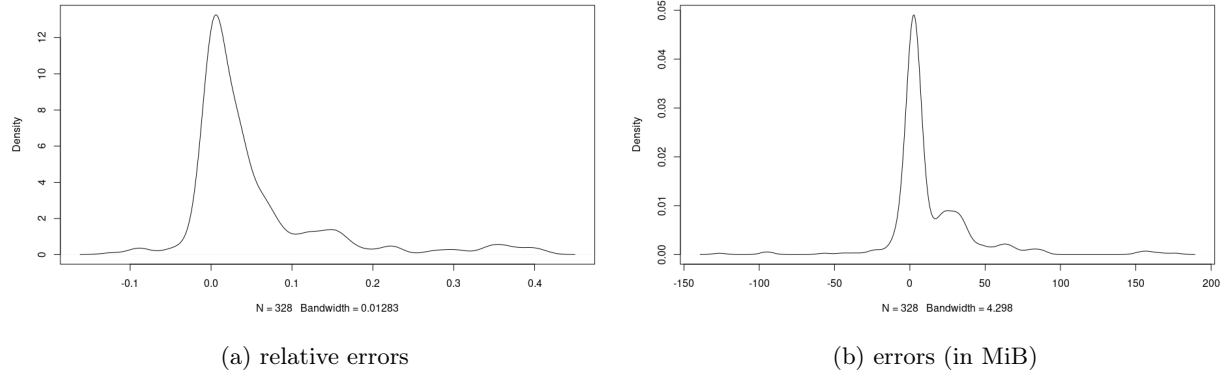 Density
12
10
8
6
4
2
0
-0.1 0.0 0.1 0.2 0.3 0.4
N = 328 Bandwidth = 0.01283
(a) relative errors
Density
0.05
0.04
0.03
0.02
0.01
0.00
-150 -100 -50 0 50 100 150 200
N = 328 Bandwidth = 4.298
(b) errors (in MiB)